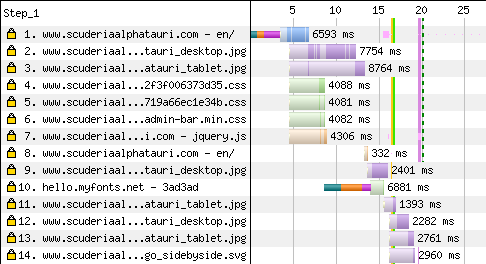 Step_1 5 10 15 20 25
1. www.scuderiaalphatauri.com - en/ 6593 ms
2. www.scuderiaal...tauri_desktop.jpg 7754 ms
3. www.scuderiaal...atauri_tablet.jpg 8764 ms
4. www.scuderiaal...2f3f006373d35.css 4088 ms
5. www.scuderiaal...719a66ec1e34b.css 4081 ms
6. www.scuderiaal...admin-bar.min.css 4082 ms
7. www.scuderiaal...i.com - jquery.js 4306 ms
8. www.scuderiaalphatauri.com - en/ 332 ms
9. www.scuderiaal...tauri_desktop.jpg 2401 ms
10. hello.myfonts.net - 3ad3ad 6881 ms
11. www.scuderiaal...atauri_tablet.jpg 1393 ms
12. www.scuderiaal...tauri_desktop.jpg 2282 ms
13. www.scuderiaal...atauri_tablet.jpg 2761 ms
14. www.scuderiaal...go_sidebyside.svg 2960 ms